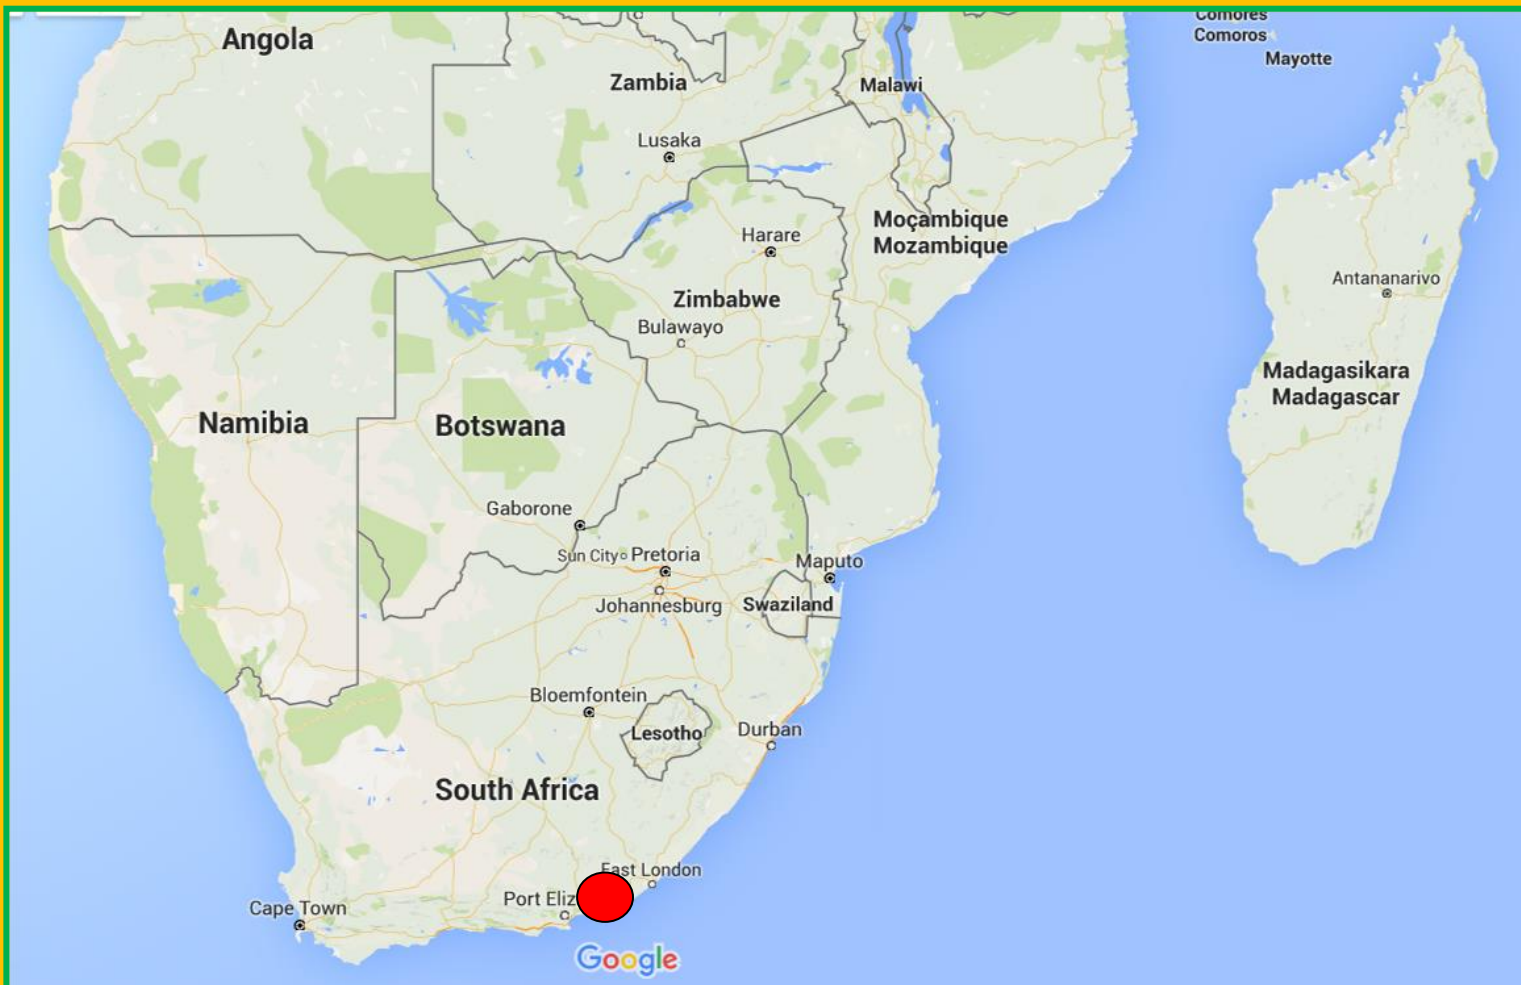 Comores
Comoros
Mayotte
Angola
Zambia
Malawi
Lusaka
Moçambique
Mozambique
Harare
Antananarivo
Zimbabwe
Bulawayo
Madagasikara
Madagascar
Namibia
Botswana
Gaborone
Sun City
Pretoria
Maputo
Johannesburg
Swaziland
Bloemfontein
Lesotho
Durban
South Africa
East London
Port Eliz
Cape Town
Google